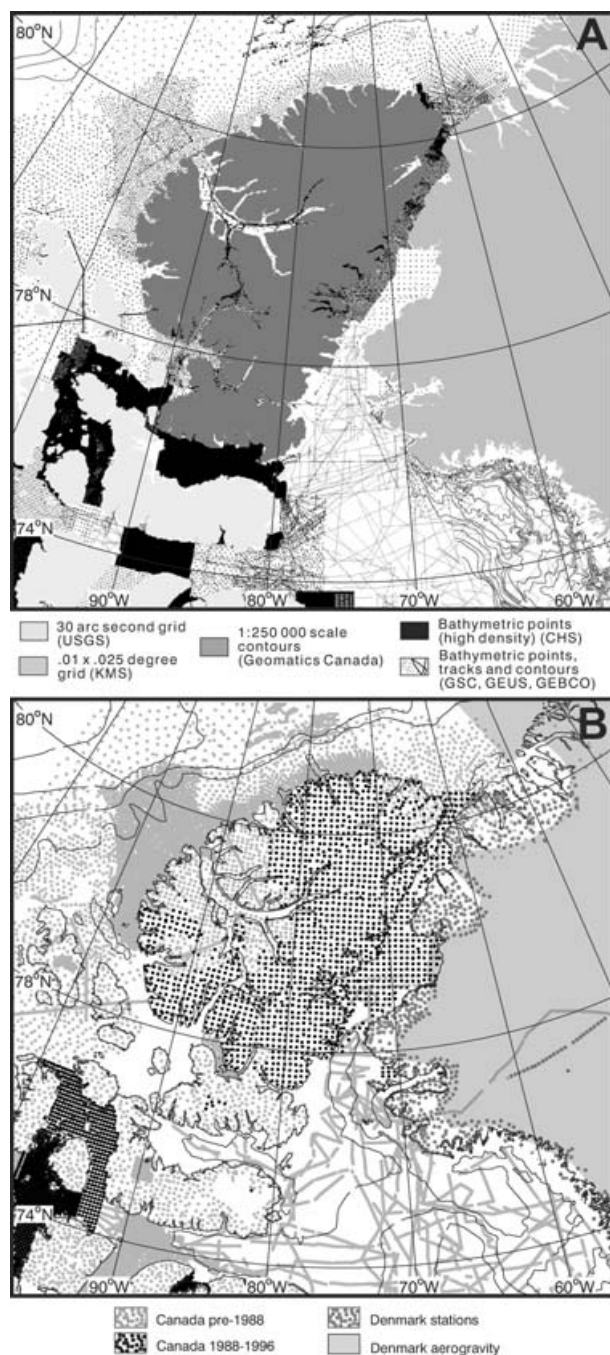 80°N
A
78°N
74°N
90°W
80°W
70°W
60°W
30 arc second grid
(USGS)
.01 x .025 degree
grid (KMS)
1:250 000 scale
contours
(Geomatics Canada)
Bathymetric points
(high density) (CHS)
Bathymetric points,
tracks and contours
(GSC, GEUS, GEBCO)
80°N
B
78°N
74°N
90°W
80°W
70°W
60°W
Canada pre-1988
Canada 1988-1996
Denmark stations
Denmark aerogravity